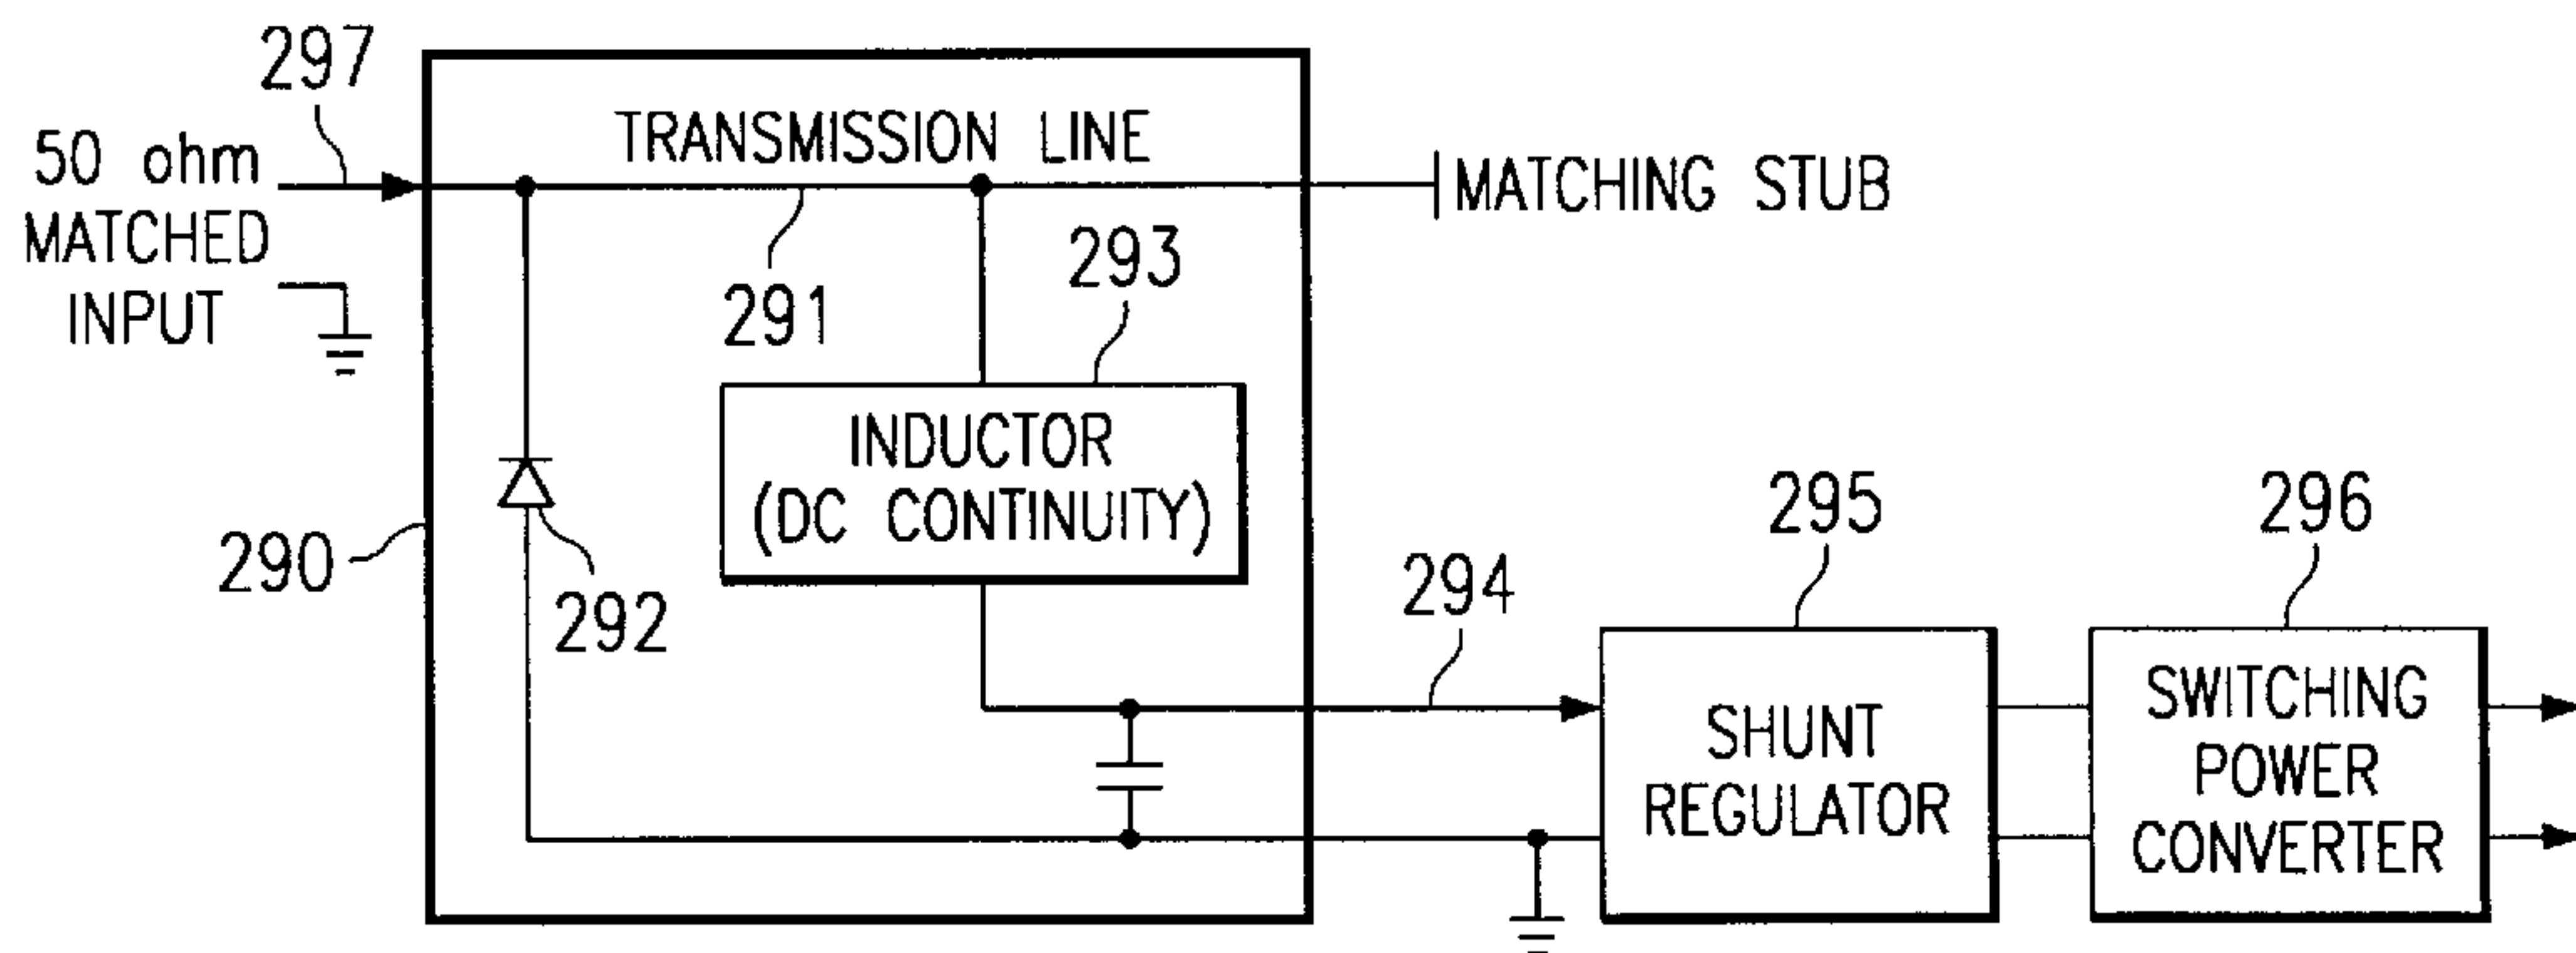 297
50 ohm
MATCHED
INPUT
TRANSMISSION LINE
MATCHING STUB
291
293
INDUCTOR
(DC CONTINUITY)
290
292
294
295
296
SHUNT
REGULATOR
SWITCHING
POWER
CONVERTER